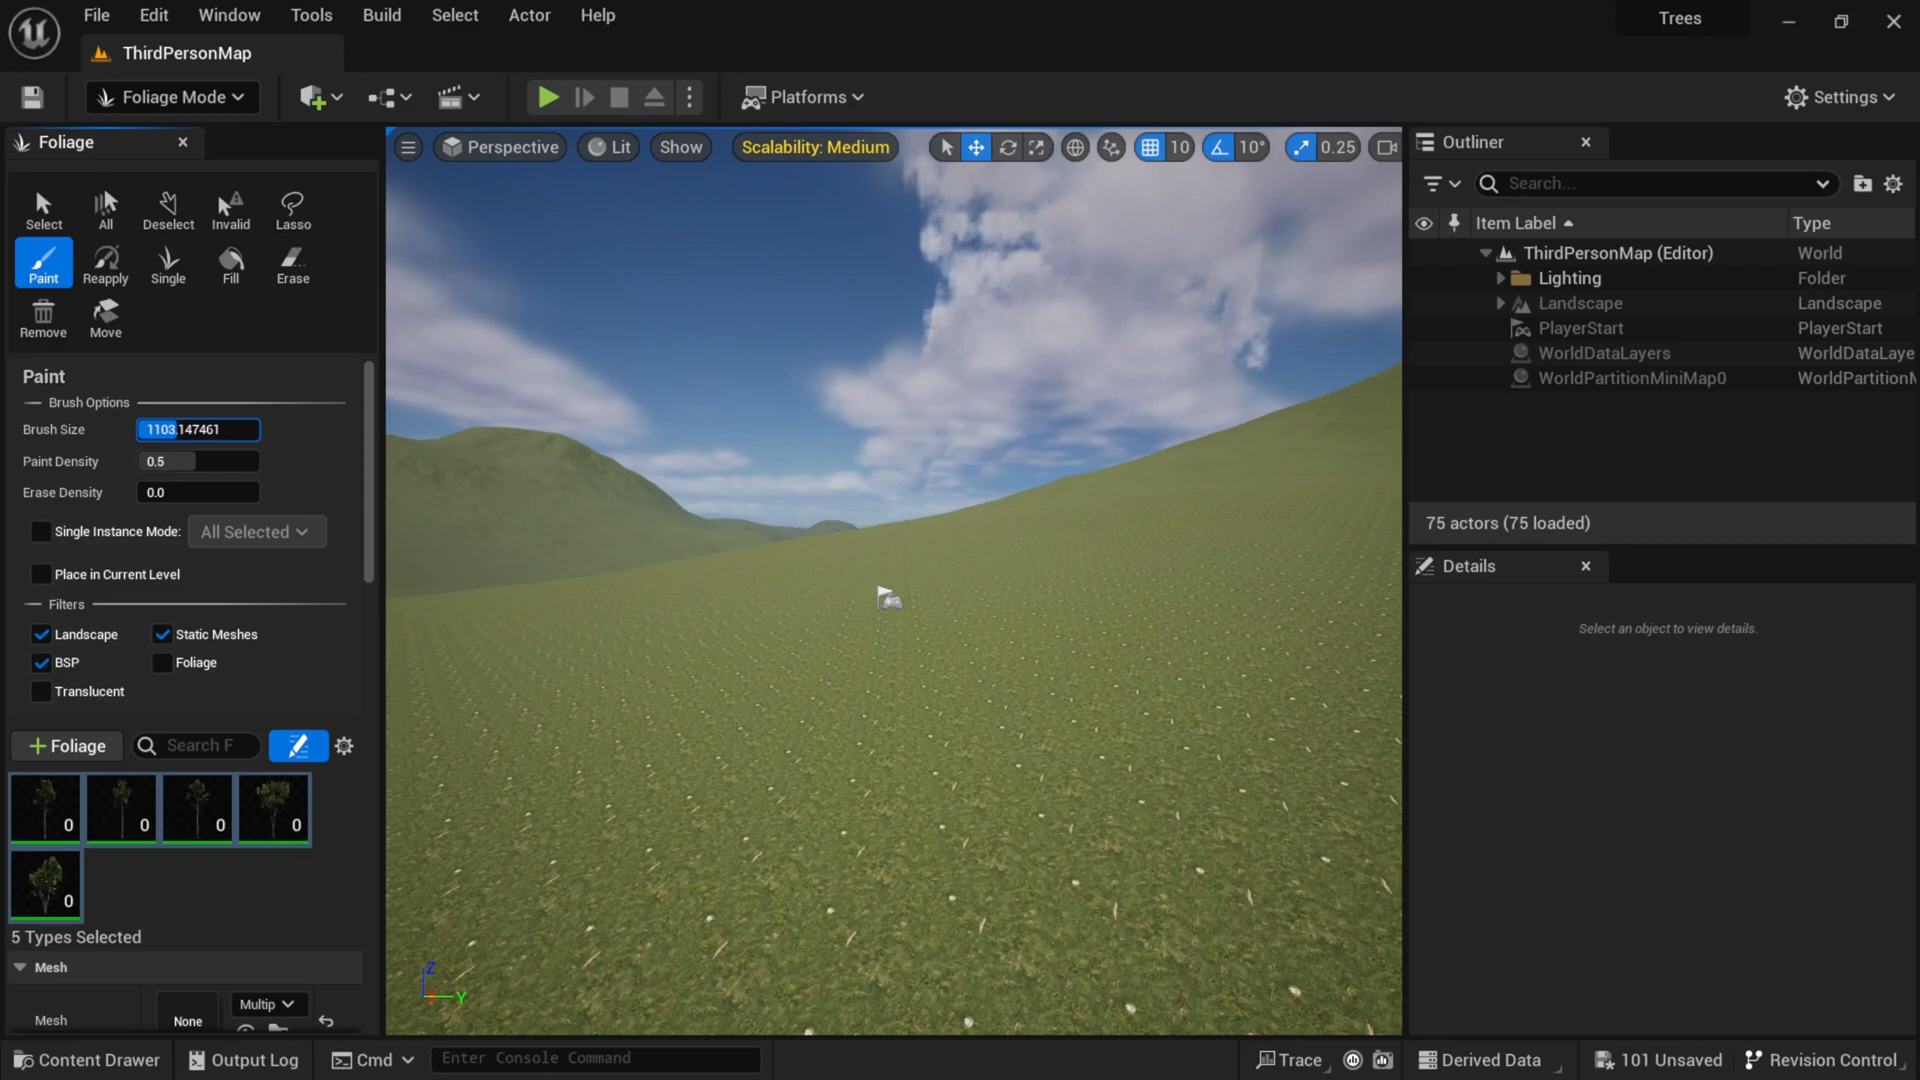 File Edit Window Tools Build Select Actor Help
Trees
ThirdPersonMap
Foliage Mode
Platforms
Settings
Foliage
Select All Deselect Invalid Lasso
Paint Reapply Single Fill Erase
Remove Move
Paint
Brush Options
Brush Size 1103.147461
Paint Density 0.5
Erase Density 0.0
Single Instance Mode: All Selected
Place in Current Level
Filters
Landscape Static Meshes
BSP Foliage
Translucent
Foliage Search F
0 0 0 0
0
5 Types Selected
Mesh
Mesh None Multip
Perspective Lit Show Scalability: Medium 10 10° 0.25
Z
Y
Outliner
Search...
Item Label Type
ThirdPersonMap (Editor) World
Lighting Folder
Landscape Landscape
PlayerStart PlayerStart
WorldDataLayers WorldDataLaye
WorldPartitionMiniMap0 WorldPartitionM
75 actors (75 loaded)
Details
Select an object to view details.
Content Drawer Output Log Cmd Enter Console Command Trace Derived Data 101 Unsaved Revision Control